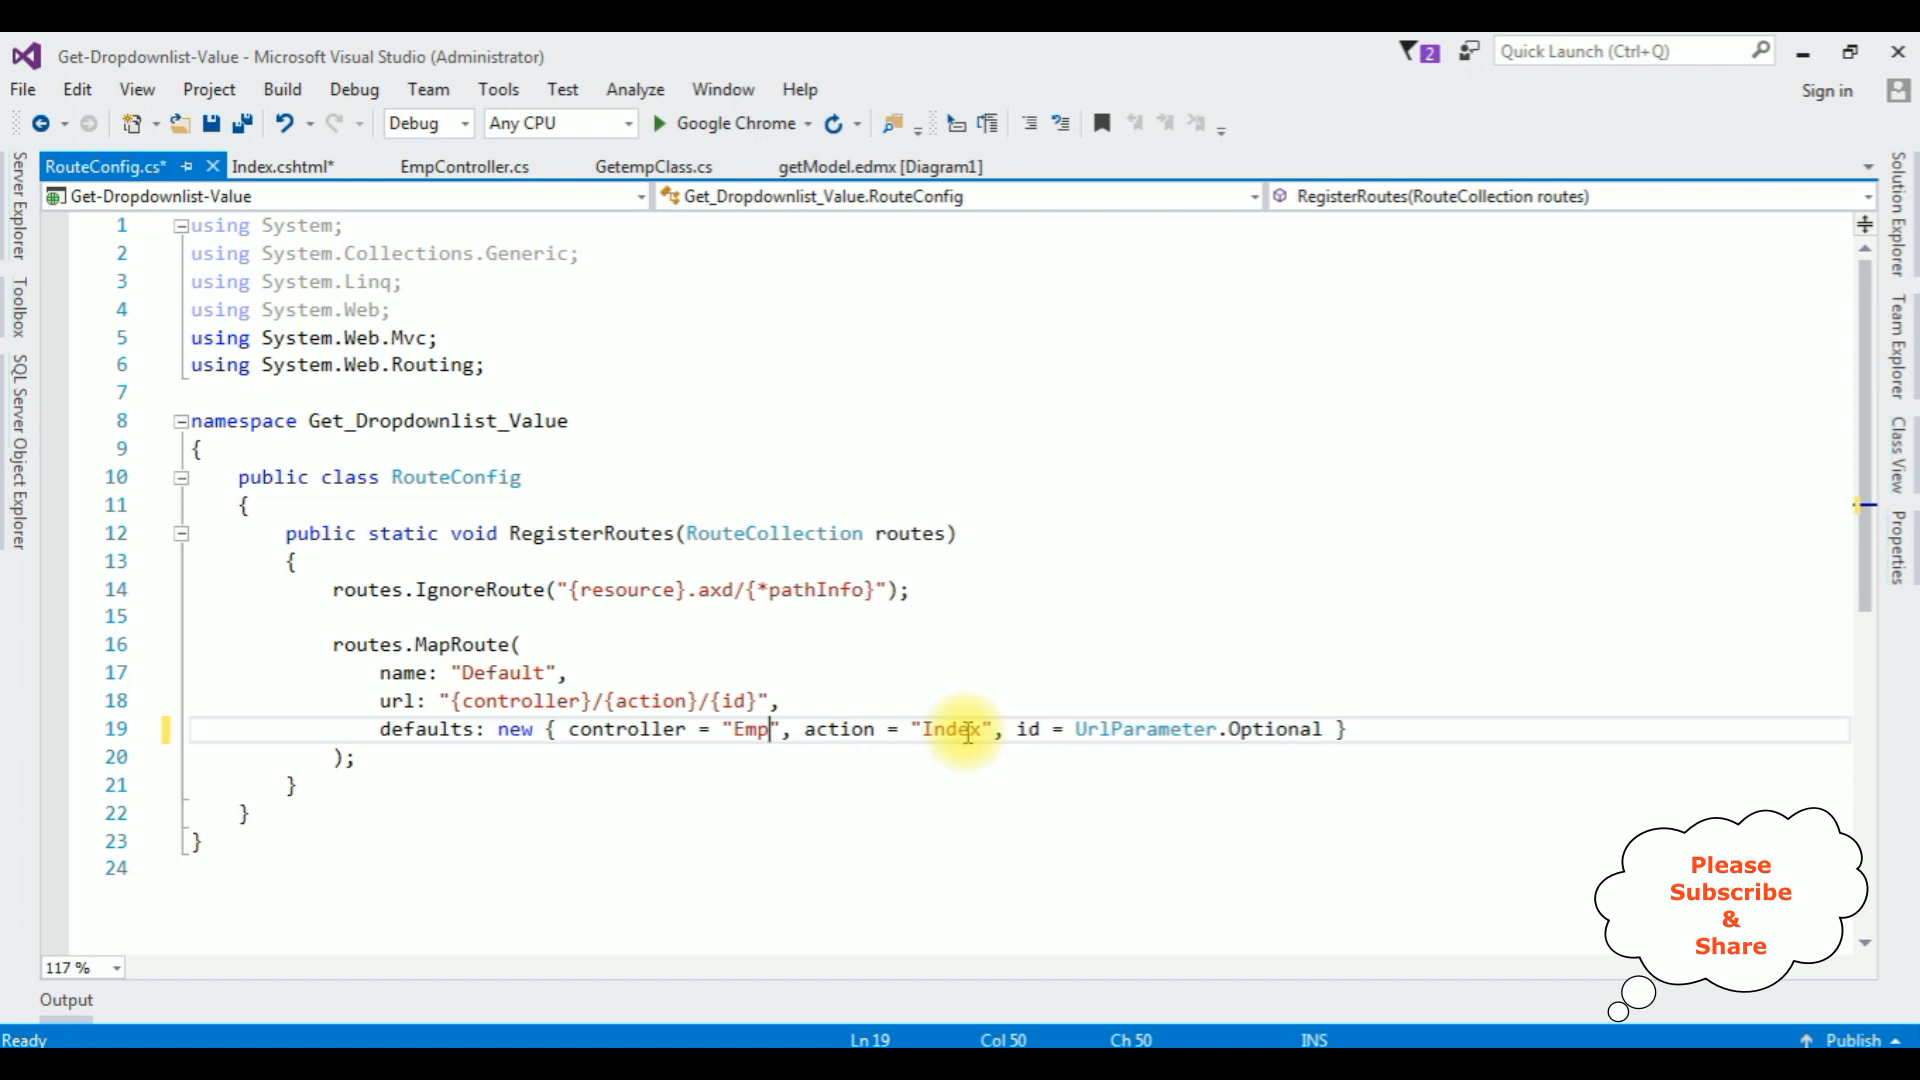 Get-Dropdownlist-Value - Microsoft Visual Studio (Administrator)
2
Quick Launch (Ctrl+Q)
File Edit View Project Build Debug Team Tools Test Analyze Window Help
Sign in
Debug
Any CPU
Google Chrome
RouteConfig.cs*
Index.cshtml*
EmpController.cs
GetempClass.cs
getModel.edmx [Diagram1]
Get-Dropdownlist-Value
Get_Dropdownlist_Value.RouteConfig
RegisterRoutes(RouteCollection routes)
Server Explorer
Toolbox
SQL Server Object Explorer
1 using System;
2 using System.Collections.Generic;
3 using System.Linq;
4 using System.Web;
5 using System.Web.Mvc;
6 using System.Web.Routing;
7
8 namespace Get_Dropdownlist_Value
9 {
10 public class RouteConfig
11 {
12 public static void RegisterRoutes(RouteCollection routes)
13 {
14 routes.IgnoreRoute("{resource}.axd/{*pathInfo}");
15
16 routes.MapRoute(
17 name: "Default",
18 url: "{controller}/{action}/{id}",
19 defaults: new { controller = "Emp", action = "Index", id = UrlParameter.Optional }
20 );
21 }
22 }
23 }
24
Solution Explorer
Team Explorer
Class View
Properties
Please
Subscribe
&
Share
117 %
Output
Ready
Ln 19
Col 50
Ch 50
INS
Publish